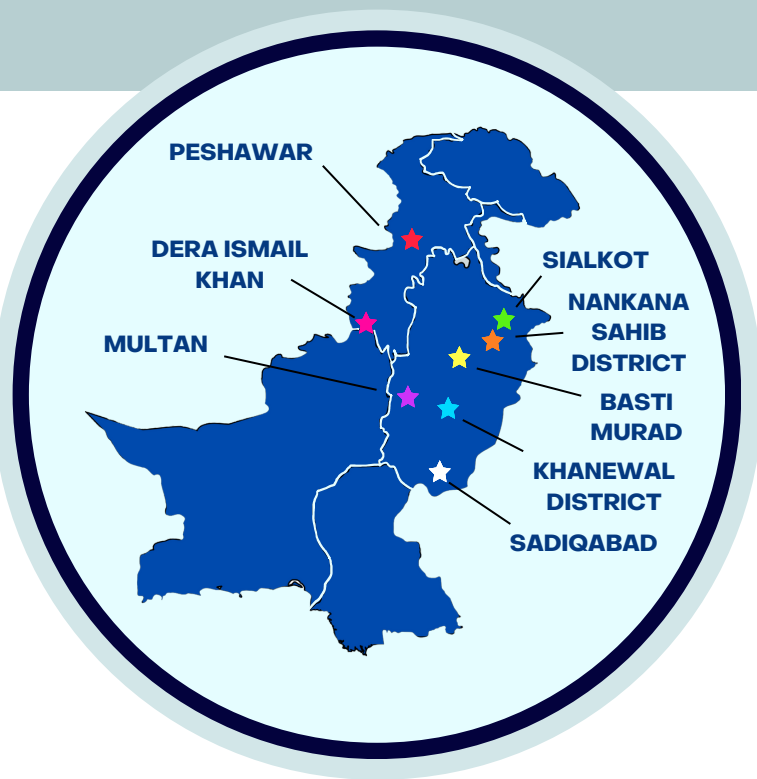 PESHAWAR
DERA ISMAIL
KHAN
MULTAN
SIALKOT
NANKANA
SAHIB
DISTRICT
BASTI
MURAD
KHANEWAL
DISTRICT
SADIQABAD